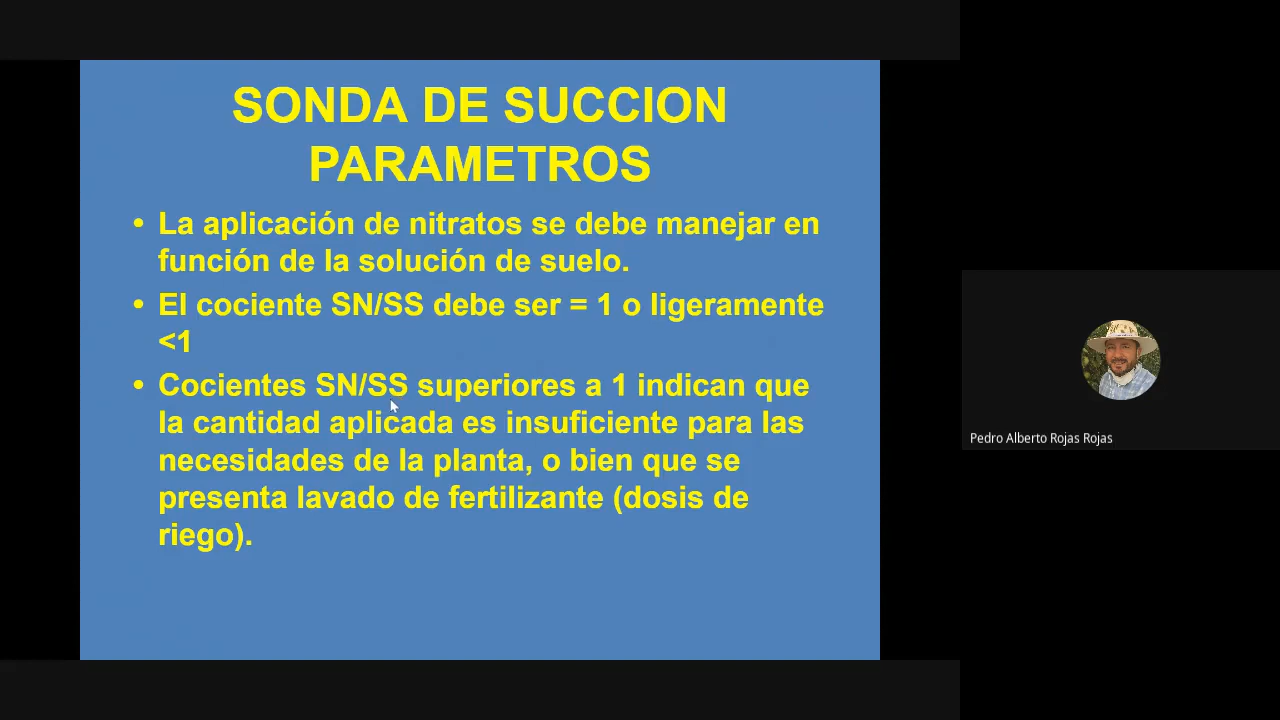 SONDA DE SUCCION
PARAMETROS
• La aplicación de nitratos se debe manejar en
función de la solución de suelo.
• El cociente SN/SS debe ser = 1 o ligeramente
<1
• Cocientes SN/SS superiores a 1 indican que
la cantidad aplicada es insuficiente para las
necesidades de la planta, o bien que se
presenta lavado de fertilizante (dosis de
riego).
Pedro Alberto Rojas Rojas